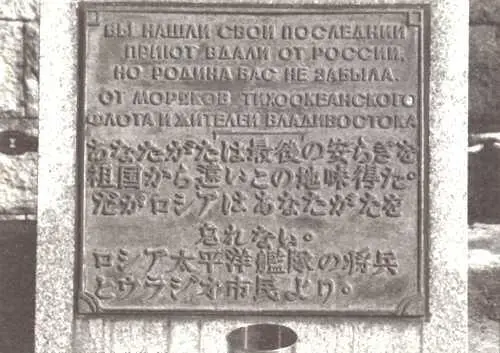 ВЫ НАШЛИ СВОЙ ПОСЛЕДНИЙ
ПРИЮТ ВДАЛИ ОТ РОССИИ,
НО РОДИНА ВАС НЕ ЗАБЫЛА.
ОТ МОРЯКОВ ТИХООКЕАНСКОГО
ФЛОТА И ЖИТЕЛЕЙ ВЛАДИВОСТОКА
あなたがたは最後の安らぎを
祖国から遠いこの地味得た。
だがロシアはあなたがたを
忘れない。
ロシア太平洋艦隊の将兵
とウラジオ市民より。